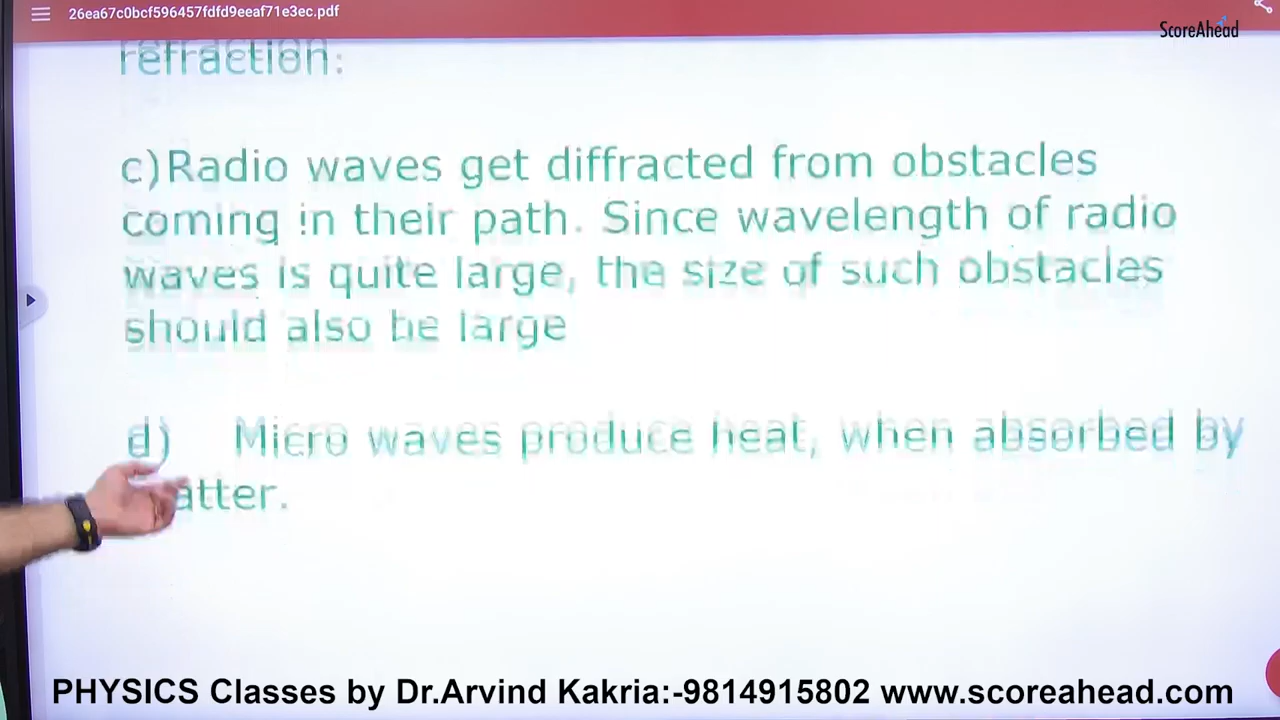 26ea67c0bcf596457fdfd9eeaf71e3ec.pdf
ScoreAhead
refraction:
c)Radio waves get diffracted from obstacles
coming in their path. Since wavelength of radio
waves is quite large, the size of such obstacles
should also be large
d) Micro waves produce heat, when absorbed by
atter.
PHYSICS Classes by Dr.Arvind Kakria:-9814915802 www.scoreahead.com